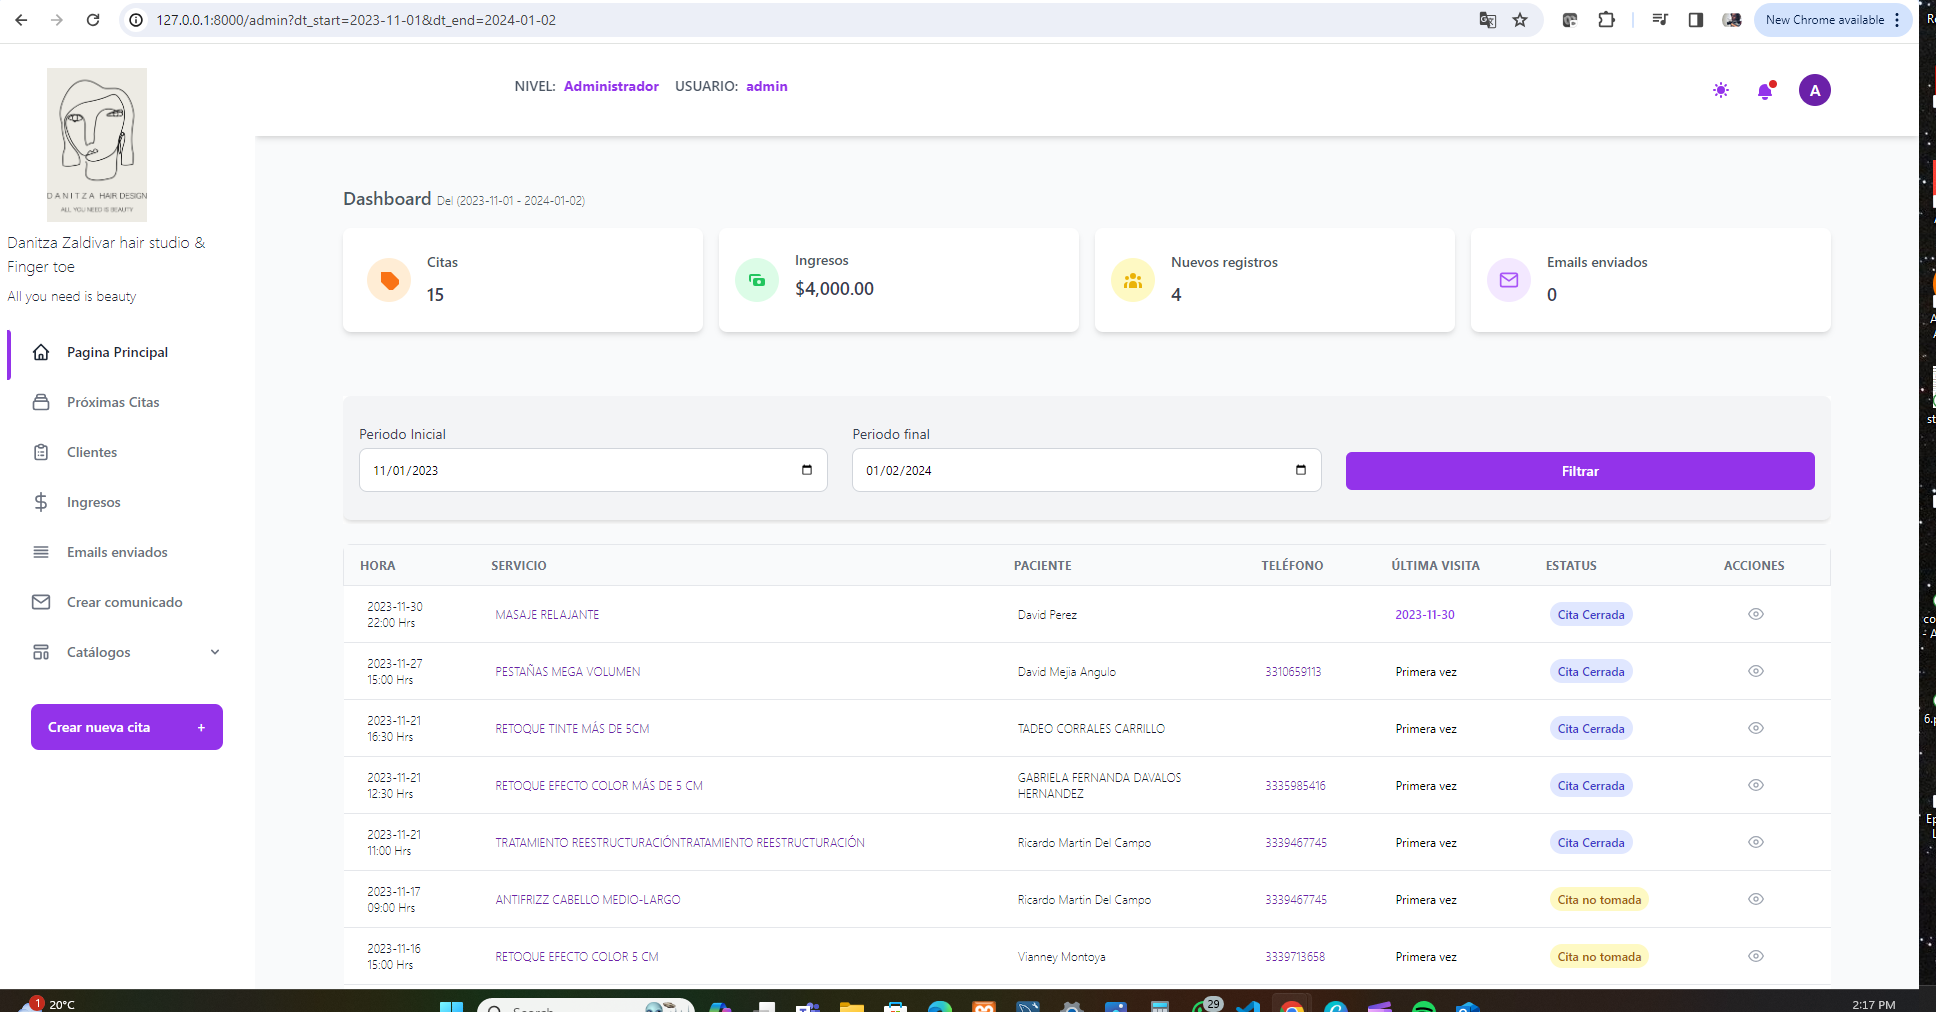 127.0.0.1:8000/admin?dt_start=2023-11-01&dt_end=2024-01-02
New Chrome available
NIVEL: Administrador USUARIO: admin
A
DANITZA HAIR DESIGN
ALL YOU NEED IS BEAUTY
Danitza Zaldivar hair studio &
Finger toe
All you need is beauty
Pagina Principal
Próximas Citas
Clientes
Ingresos
Emails enviados
Crear comunicado
Catálogos
Crear nueva cita +
Dashboard Del (2023-11-01 - 2024-01-02)
Citas
15
Ingresos
$4,000.00
Nuevos registros
4
Emails enviados
0
Periodo Inicial
11/01/2023
Periodo final
01/02/2024
Filtrar
HORA SERVICIO PACIENTE TELÉFONO ÚLTIMA VISITA ESTATUS ACCIONES
2023-11-30
22:00 Hrs
MASAJE RELAJANTE David Perez 2023-11-30 Cita Cerrada
2023-11-27
15:00 Hrs
PESTAÑAS MEGA VOLUMEN David Mejia Angulo 3310659113 Primera vez Cita Cerrada
2023-11-21
16:30 Hrs
RETOQUE TINTE MÁS DE 5CM TADEO CORRALES CARRILLO Primera vez Cita Cerrada
2023-11-21
12:30 Hrs
RETOQUE EFECTO COLOR MÁS DE 5 CM GABRIELA FERNANDA DAVALOS
HERNANDEZ
3335985416 Primera vez Cita Cerrada
2023-11-21
11:00 Hrs
TRATAMIENTO REESTRUCTURACIÓNTRATAMIENTO REESTRUCTURACIÓN Ricardo Martin Del Campo 3339467745 Primera vez Cita Cerrada
2023-11-17
09:00 Hrs
ANTIFRIZZ CABELLO MEDIO-LARGO Ricardo Martin Del Campo 3339467745 Primera vez Cita no tomada
2023-11-16
15:00 Hrs
RETOQUE EFECTO COLOR 5 CM Vianney Montoya 3339713658 Primera vez Cita no tomada
1
20°C
Search
29
2:17 PM